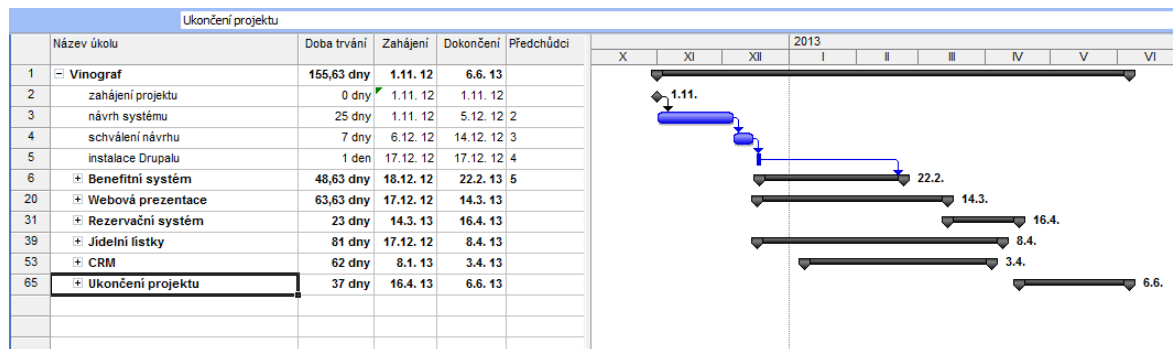 Ukončení projektu
Název úkolu Doba trvání Zahájení Dokončení Předchůdci 2013
X XI XII I II III IV V VI
1 Vinograf 155,63 dny 1.11. 12 6.6. 13
2 zahájení projektu 0 dny 1.11. 12 1.11. 12 1.11.
3 návrh systému 25 dny 1.11. 12 5.12. 12 2
4 schválení návrhu 7 dny 6.12. 12 14.12. 12 3
5 instalace Drupalu 1 den 17.12. 12 17.12. 12 4
6 Benefitní systém 48,63 dny 18.12. 12 22.2. 13 5 22.2.
20 Webová prezentace 63,63 dny 17.12. 12 14.3. 13 14.3.
31 Rezervační systém 23 dny 14.3. 13 16.4. 13 16.4.
39 Jídelní lístky 81 dny 17.12. 12 8.4. 13 8.4.
53 CRM 62 dny 8.1. 13 3.4. 13 3.4.
65 Ukončení projektu 37 dny 16.4. 13 6.6. 13 6.6.